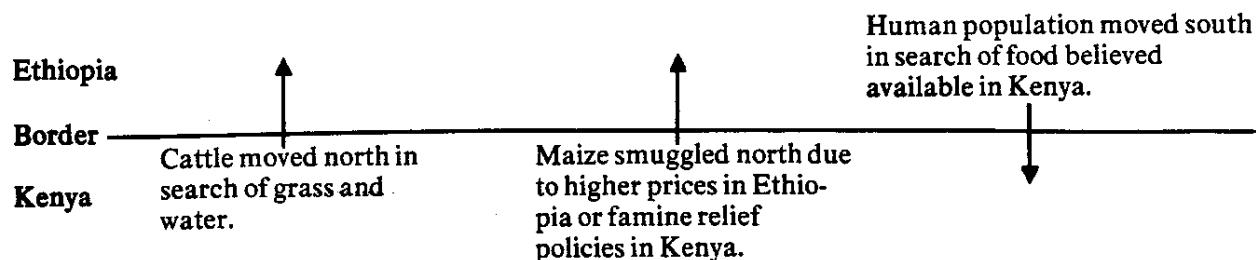 Human population moved south
in search of food believed
available in Kenya.
Ethiopia
Border
Cattle moved north in
search of grass and
water.
Maize smuggled north due
to higher prices in Ethio-
pia or famine relief
policies in Kenya.
Kenya